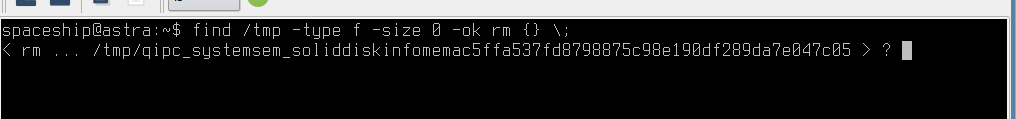 spaceship@astra:~$ find /tmp -type f -size 0 -ok rm {} \;
< rm ... /tmp/qipc_systemsem_soliddiskinfomemac5ffa537fd8798875c98e190df289da7e047c05 > ?